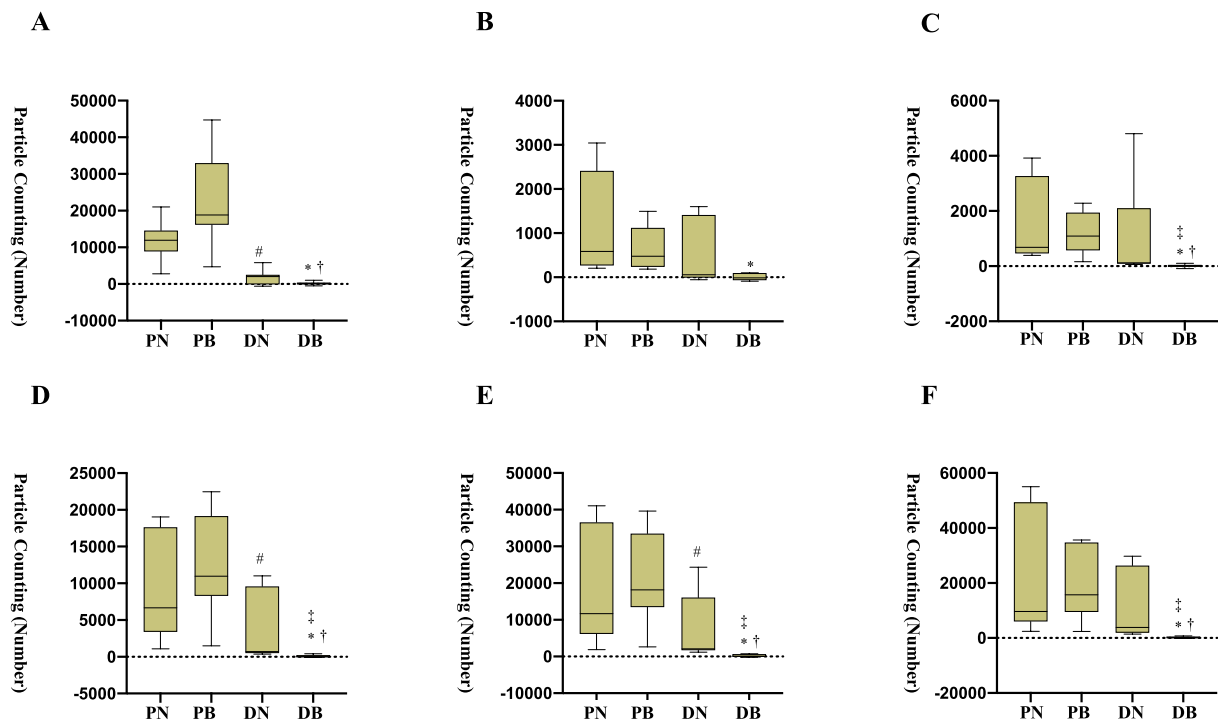 A
Particle Counting (Number)
50000
40000
30000
20000
10000
0
-10000
#
* †
PN PB DN DB
B
Particle Counting (Number)
4000
3000
2000
1000
0
-1000
*
PN PB DN DB
C
Particle Counting (Number)
6000
4000
2000
0
-2000
‡
* †
PN PB DN DB
D
Particle Counting (Number)
25000
20000
15000
10000
5000
0
-5000
#
‡
* †
PN PB DN DB
E
Particle Counting (Number)
50000
40000
30000
20000
10000
0
-10000
#
‡
* †
PN PB DN DB
F
Particle Counting (Number)
60000
40000
20000
0
-20000
‡
* †
PN PB DN DB